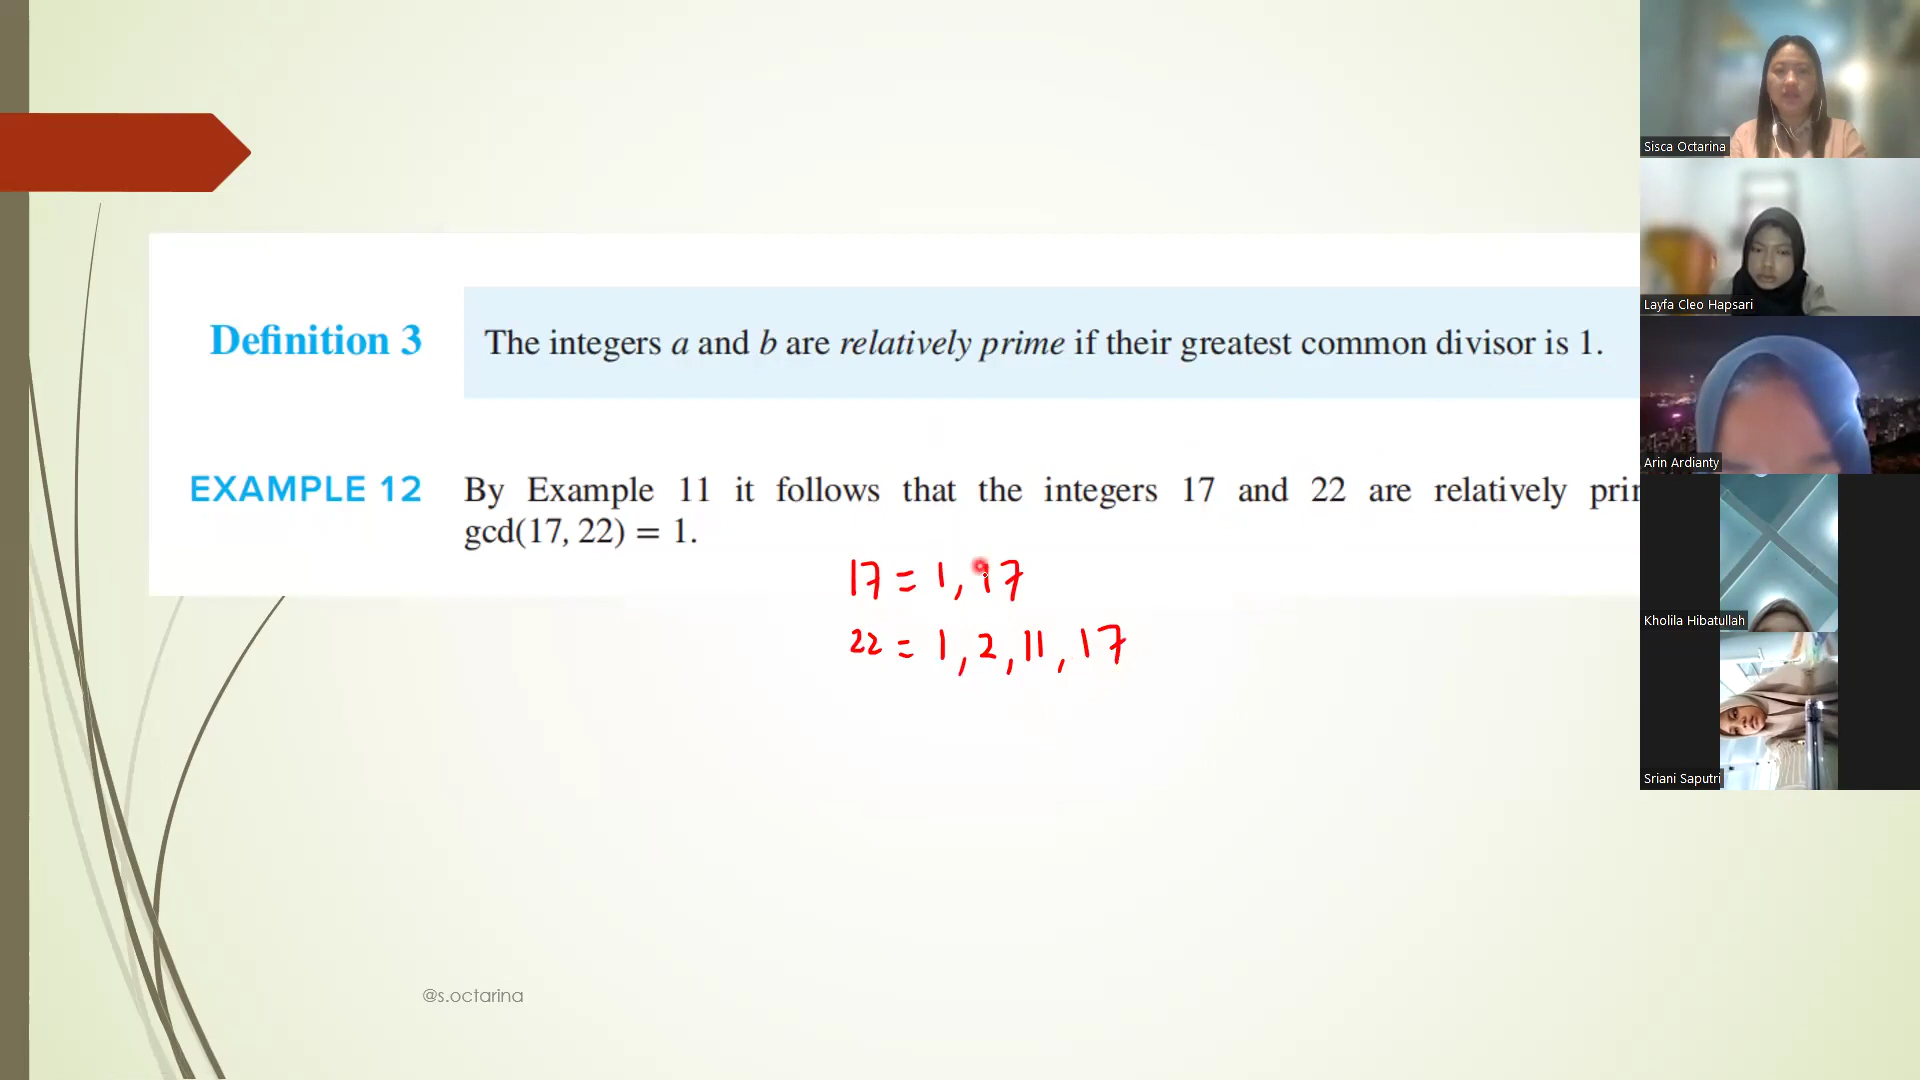 Definition 3
The integers a and b are relatively prime if their greatest common divisor is 1.
EXAMPLE 12
By Example 11 it follows that the integers 17 and 22 are relatively
gcd(17, 22) = 1.
17 = 1, 17
22 = 1, 2, 11, 17
@s.octarina
Sisca Octarina
Layfa Cleo Hapsari
Arin Ardianty
Kholila Hibatullah
Sriani Saputri